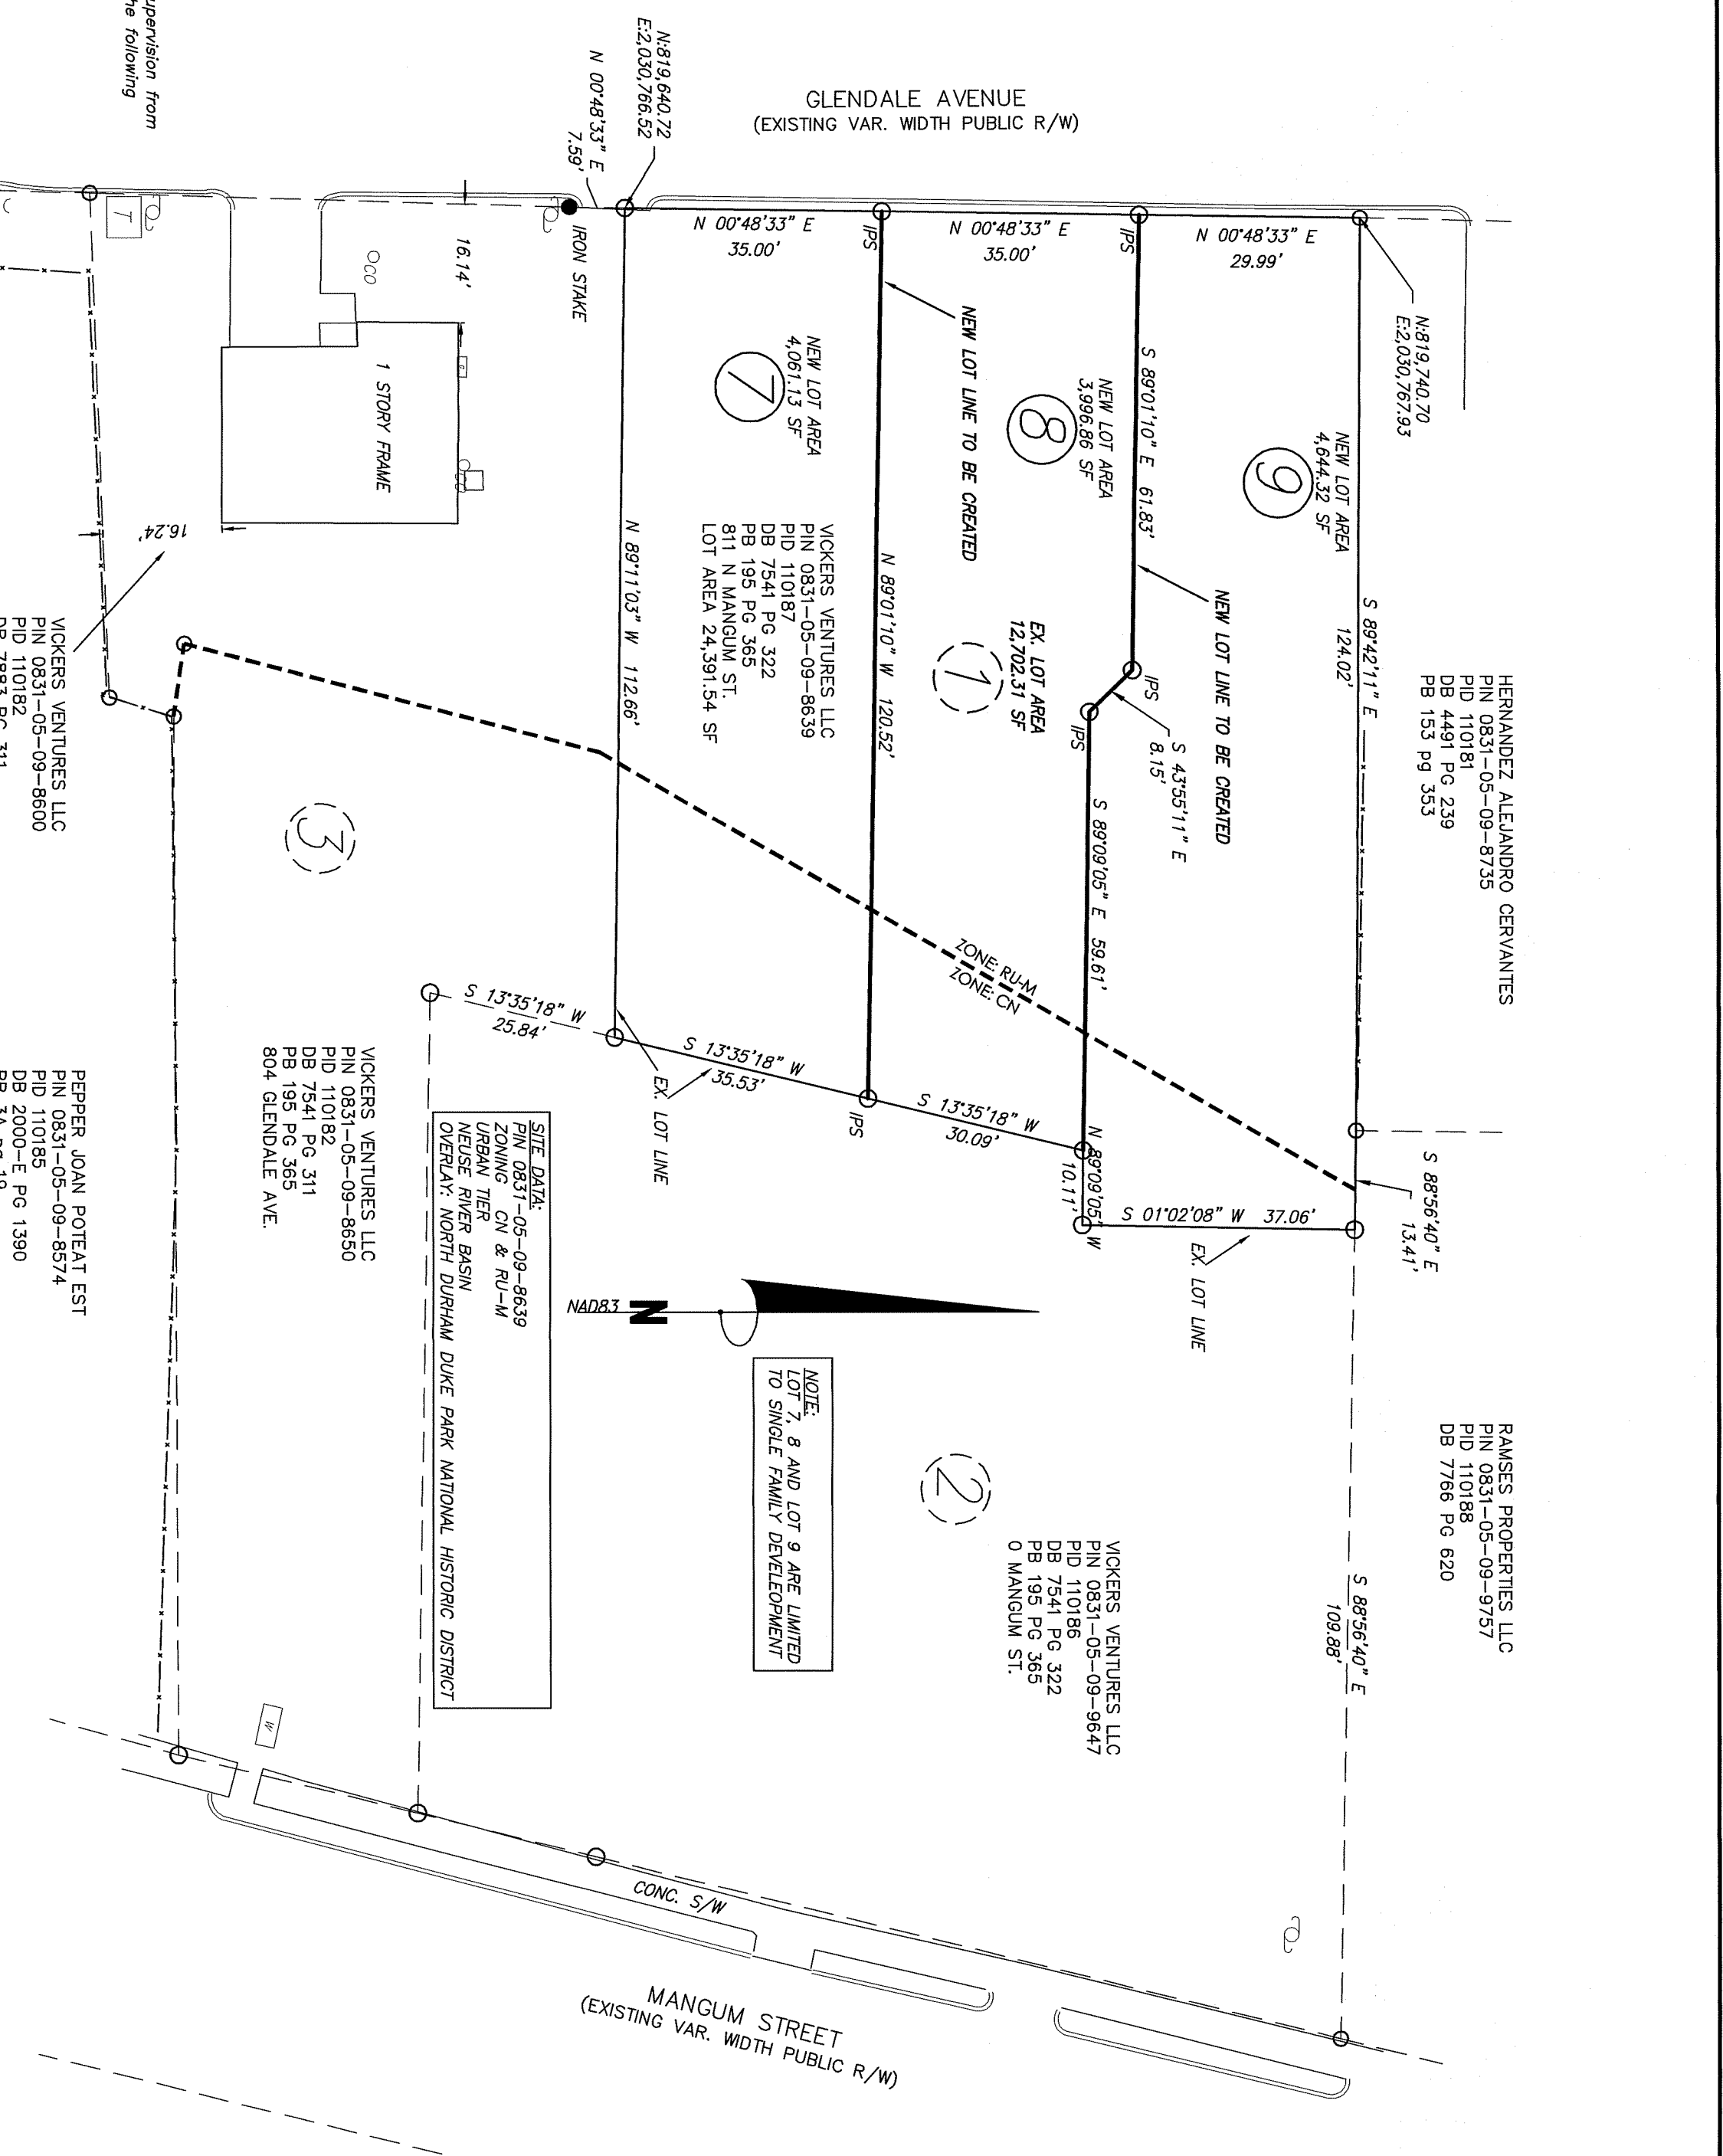 GLENDALE AVENUE
(EXISTING VAR. WIDTH PUBLIC R/W)
upervision from
he following
N:819,640.72
E:2,030,766.52
N 00°48'33" E
7.59'
N 00°48'33" E
35.00'
N 00°48'33" E
35.00'
N 00°48'33" E
29.99'
N:819,740.70
E:2,030,767.93
IPS
IPS
IRON STAKE
16.14'
CO
T
1 STORY FRAME
16.24'
NEW LOT AREA
4,061.13 SF
7
NEW LOT LINE TO BE CREATED
NEW LOT AREA
3,996.86 SF
8
S 89°01'10" E 61.83'
NEW LOT AREA
4,644.32 SF
9
NEW LOT LINE TO BE CREATED
S 89°42'11" E
124.02'
HERNANDEZ ALEJANDRO CERVANTES
PIN 0831-05-09-8735
PID 110181
DB 4491 PG 239
PB 153 pg 353
N 89°11'03" W 112.66'
VICKERS VENTURES LLC
PIN 0831-05-09-8639
PID 110187
DB 7541 PG 322
PB 195 PG 365
811 N MANGUM ST.
LOT AREA 24,391.54 SF
N 89°01'10" W 120.52'
1
EX. LOT AREA
12,702.31 SF
IPS
IPS
S 43°55'11" E
8.15'
S 89°09'05" E 59.61'
VICKERS VENTURES LLC
PIN 0831-05-09-8600
PID 110182
DB 7883 PG 311
3
ZONE: RU-M
ZONE: CN
S 13°35'18" W
25.84'
S 13°35'18" W
35.53'
S 13°35'18" W
30.09'
EX. LOT LINE
IPS
N 89°09'05" W
10.11'
S 01°02'08" W 37.06'
EX. LOT LINE
S 88°56'40" E
13.41'
PEPPER JOAN POTEAT EST
PIN 0831-05-09-8574
PID 110185
DB 2000-E PG 1390
PB 3A pg 19
VICKERS VENTURES LLC
PIN 0831-05-09-8650
PID 110182
DB 7541 PG 311
PB 195 PG 365
804 GLENDALE AVE.
SITE DATA:
PIN 0831-05-09-8639
ZONING CN & RU-M
URBAN TIER
NEUSE RIVER BASIN
OVERLAY: NORTH DURHAM DUKE PARK NATIONAL HISTORIC DISTRICT
NAD83
N
NOTE:
LOT 7, 8 AND LOT 9 ARE LIMITED
TO SINGLE FAMILY DEVELEOPMENT
2
VICKERS VENTURES LLC
PIN 0831-05-09-9647
PID 110186
DB 7541 PG 322
PB 195 PG 365
0 MANGUM ST.
RAMSES PROPERTIES LLC
PIN 0831-05-09-9757
PID 110188
DB 7766 PG 620
S 88°56'40" E
109.88'
W
CONC. S/W
MANGUM STREET
(EXISTING VAR. WIDTH PUBLIC R/W)